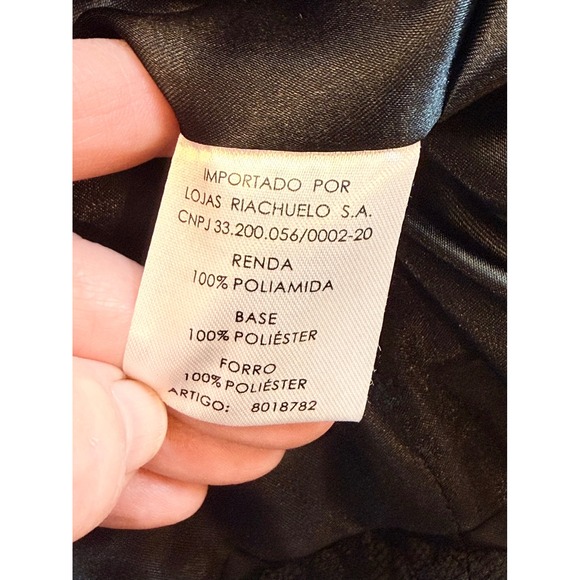 IMPORTADO POR
LOJAS RIACHUELO S.A.
CNPJ 33.200.056/0002-20
RENDA
100% POLIAMIDA
BASE
100% POLIÉSTER
FORRO
100% POLIÉSTER
ARTIGO: 8018782